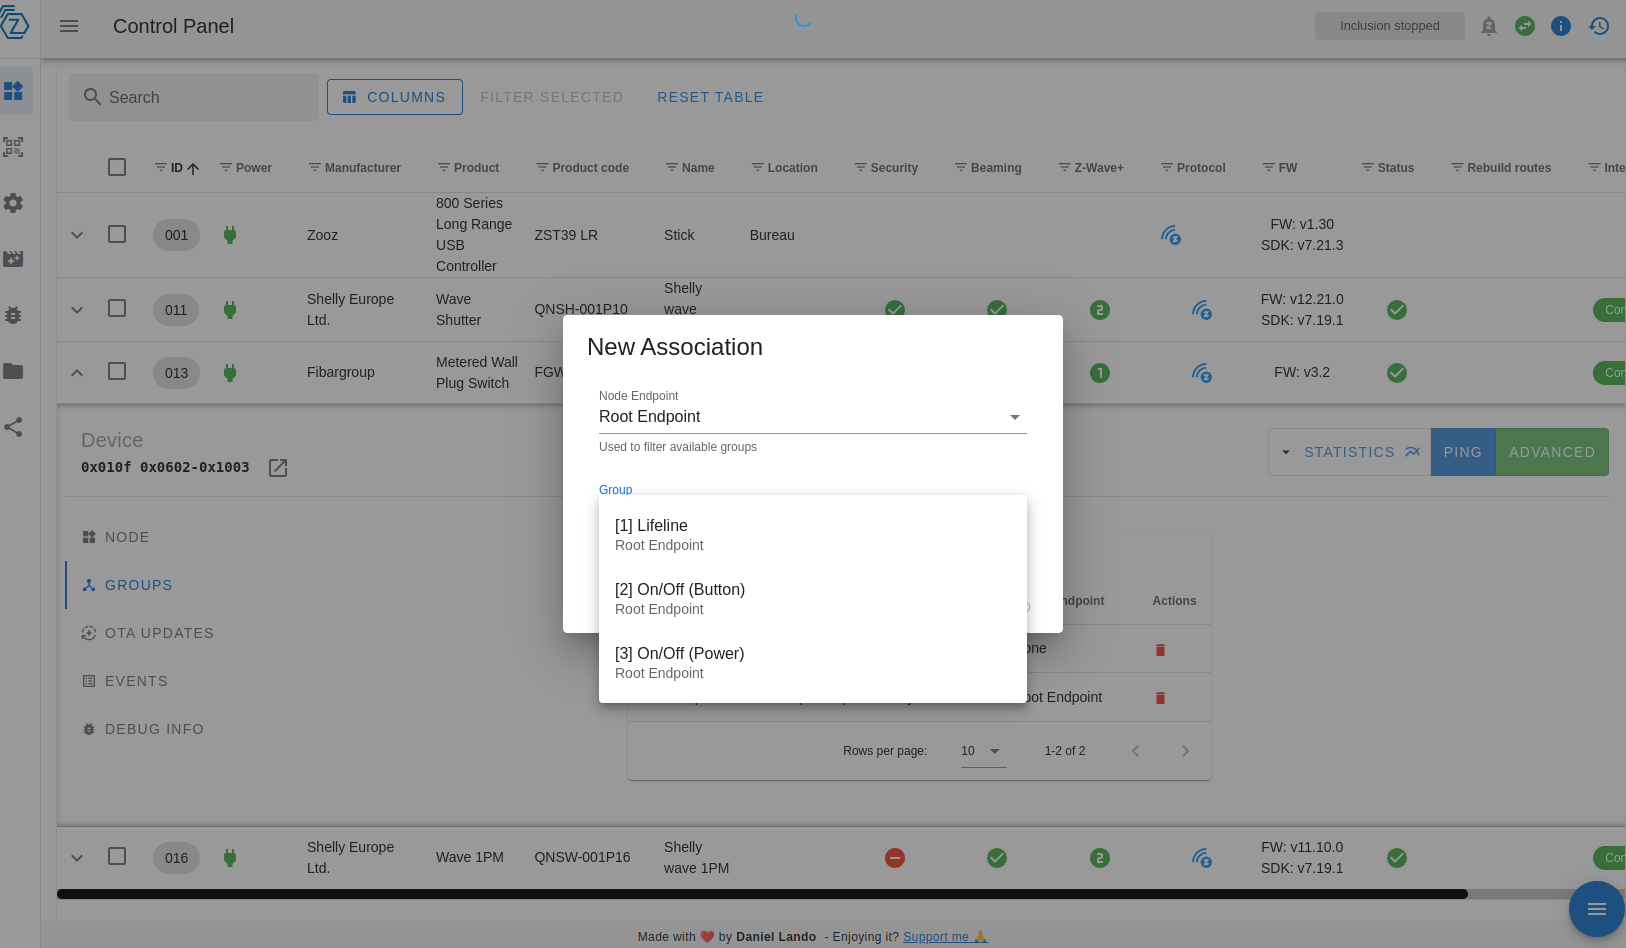 Control Panel
Inclusion stopped
Search
COLUMNS
FILTER SELECTED
RESET TABLE
ID Power Manufacturer Product Product code Name Location Security Beaming Z-Wave+ Protocol FW Status Rebuild routes
001 Zooz 800 Series Long Range USB Controller ZST39 LR Stick Bureau FW: v1.30 SDK: v7.21.3
011 Shelly Europe Ltd. Wave Shutter QNSH-001P10 Shelly wave 2 FW: v12.21.0 SDK: v7.19.1
013 Fibargroup Metered Wall Plug Switch 1 FW: v3.2
New Association
Node Endpoint
Root Endpoint
Used to filter available groups
Group
[1] Lifeline
Root Endpoint
[2] On/Off (Button)
Root Endpoint
[3] On/Off (Power)
Root Endpoint
Device
0x010f 0x0602-0x1003
STATISTICS
PING
ADVANCED
NODE
GROUPS
OTA UPDATES
EVENTS
DEBUG INFO
Actions
Endpoint
Rows per page: 10 1-2 of 2
016 Shelly Europe Ltd. Wave 1PM QNSW-001P16 Shelly wave 1PM 2 FW: v11.10.0 SDK: v7.19.1
Made with ❤️ by Daniel Lando - Enjoying it? Support me 🙏